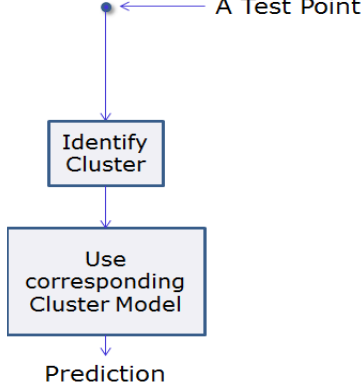 A Test Point
Identify
Cluster
Use
corresponding
Cluster Model
Prediction